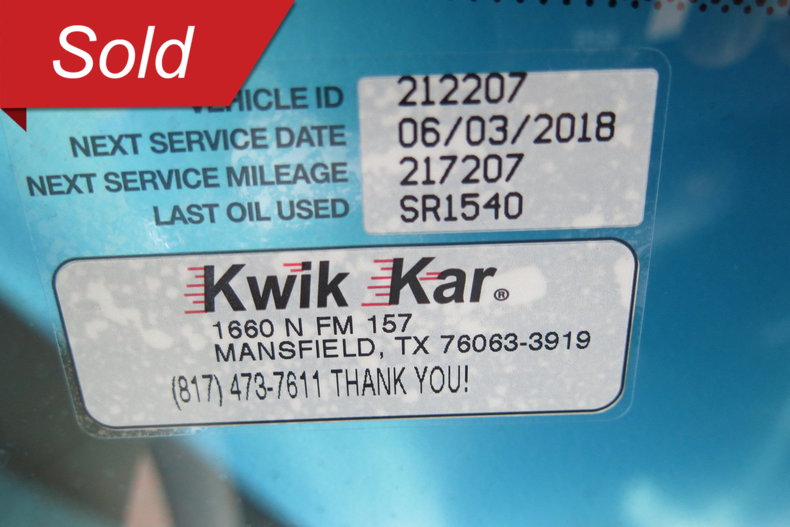 Sold
VEHICLE ID 212207
NEXT SERVICE DATE 06/03/2018
NEXT SERVICE MILEAGE 217207
LAST OIL USED SR1540
Kwik Kar®
1660 N FM 157
MANSFIELD, TX 76063-3919
(817) 473-7611 THANK YOU!